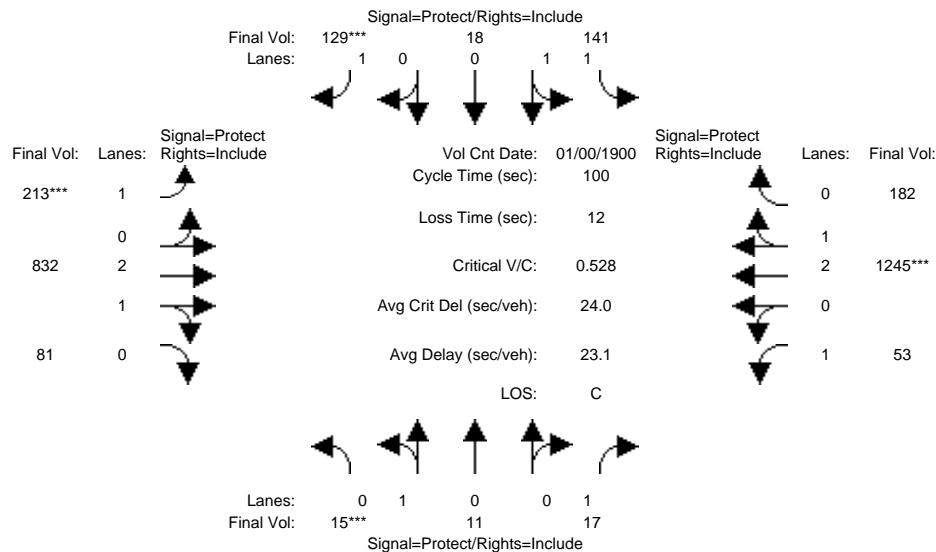 Signal=Protect/Rights=Include
Final Vol: 129*** 18 141
Lanes: 1 0 0 1 1
Signal=Protect
Final Vol: Lanes: Rights=Include
Vol Cnt Date: 01/00/1900
Signal=Protect
Rights=Include Lanes: Final Vol:
Cycle Time (sec): 100
213*** 1 0 182
Loss Time (sec): 12
0 1
832 2 Critical V/C: 0.528 2 1245***
1 Avg Crit Del (sec/veh): 24.0 0
81 0 Avg Delay (sec/veh): 23.1 1 53
LOS: C
Lanes: 0 1 0 0 1
Final Vol: 15*** 11 17
Signal=Protect/Rights=Include